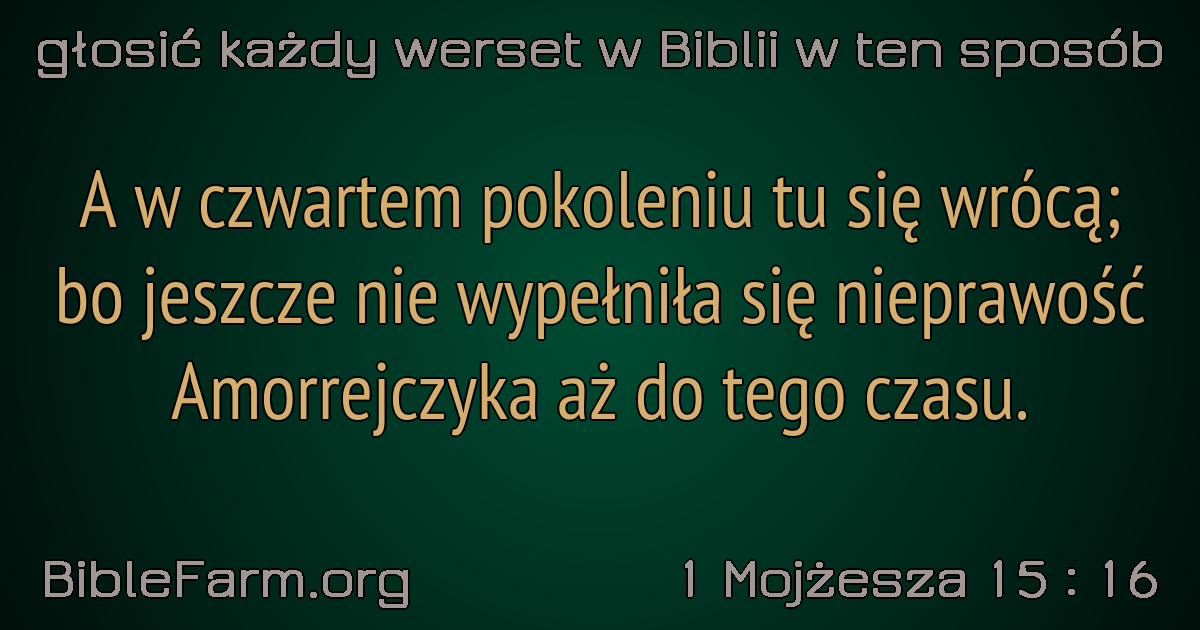 głosić każdy werset w Biblii w ten sposób
A w czwartem pokoleniu tu się wrócą;
bo jeszcze nie wypełniła się nieprawość
Amorrejczyka aż do tego czasu.
BibleFarm.org
1 Mojżesza 15 : 16